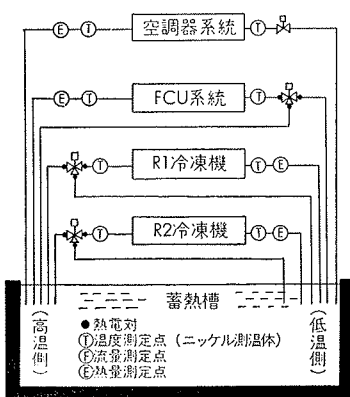 空調器系統
Ⓔ Ⓣ Ⓣ
FCU系統
Ⓔ Ⓣ Ⓣ
R1冷凍機
Ⓣ Ⓣ Ⓔ
R2冷凍機
Ⓣ Ⓣ Ⓔ
蓄熱槽
(高温側)
(低温側)
●熱電対
Ⓣ温度測定点(ニッケル測温体)
Ⓕ流量測定点
Ⓔ熱量測定点